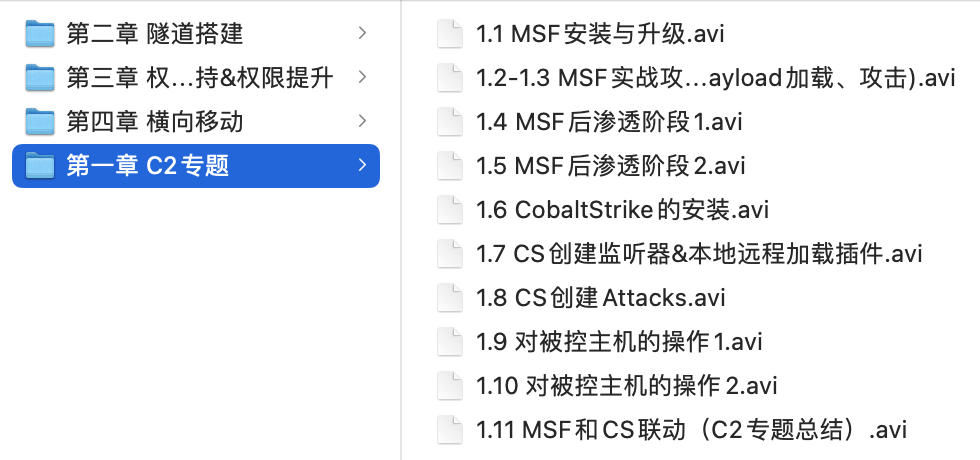 第二章 隧道搭建
第三章 权…持&权限提升
第四章 横向移动
第一章 C2专题
1.1 MSF安装与升级.avi
1.2-1.3 MSF实战攻…ayload加载、攻击).avi
1.4 MSF后渗透阶段1.avi
1.5 MSF后渗透阶段2.avi
1.6 CobaltStrike的安装.avi
1.7 CS创建监听器&本地远程加载插件.avi
1.8 CS创建Attacks.avi
1.9 对被控主机的操作1.avi
1.10 对被控主机的操作2.avi
1.11 MSF和CS联动（C2专题总结）.avi